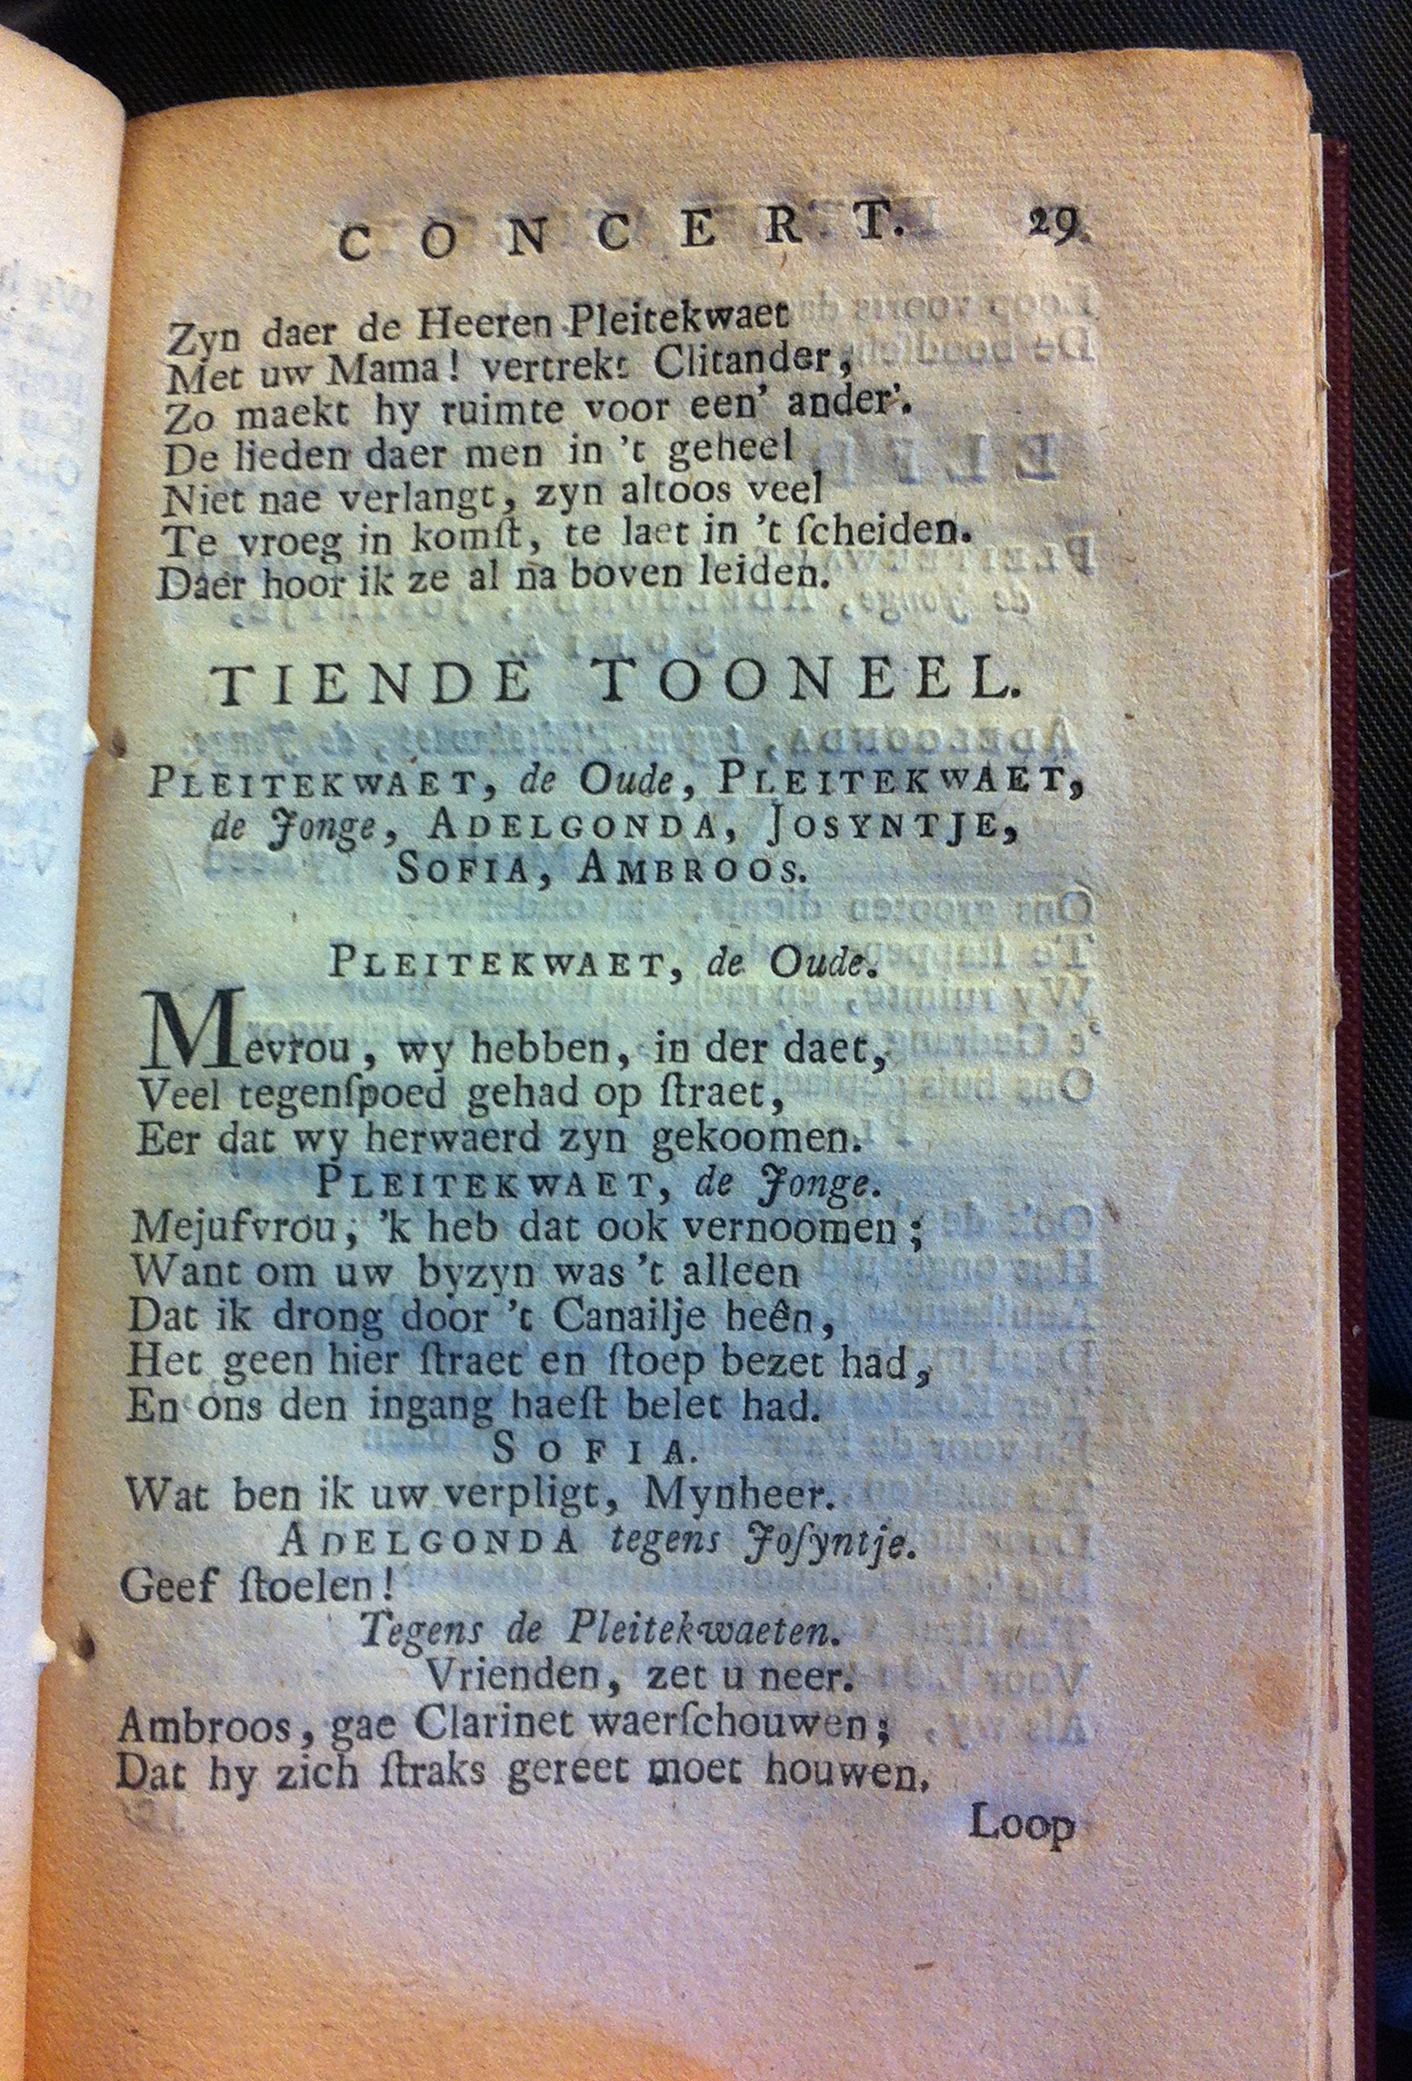 CONCERT. 29
Zyn daer de Heeren Pleitekwaet
Met uw Mama! vertrekt Clitander,
Zo maekt hy ruimte voor een' ander'.
De lieden daer men in 't geheel
Niet nae verlangt, zyn altoos veel
Te vroeg in komſt, te laet in 't ſcheiden.
Daer hoor ik ze al na boven leiden.
TIENDE TOONEEL.
PLEITEKWAET, de Oude, PLEITEKWAET,
de Jonge, ADELGONDA, JOSYNTJE,
SOFIA, AMBROOS.
PLEITEKWAET, de Oude.
Mevrou, wy hebben, in der daet,
Veel tegenſpoed gehad op ſtraet,
Eer dat wy herwaerd zyn gekoomen.
PLEITEKWAET, de Jonge.
Mejufvrou, 'k heb dat ook vernoomen;
Want om uw byzyn was 't alleen
Dat ik drong door 't Canailje heên,
Het geen hier ſtraet en ſtoep bezet had,
En ons den ingang haeſt belet had.
SOFIA.
Wat ben ik uw verpligt, Mynheer.
ADELGONDA tegens Joſyntje.
Geef ſtoelen!
Tegens de Pleitekwaeten.
Vrienden, zet u neer.
Ambroos, gae Clarinet waerſchouwen;
Dat hy zich ſtraks gereet moet houwen.
Loop